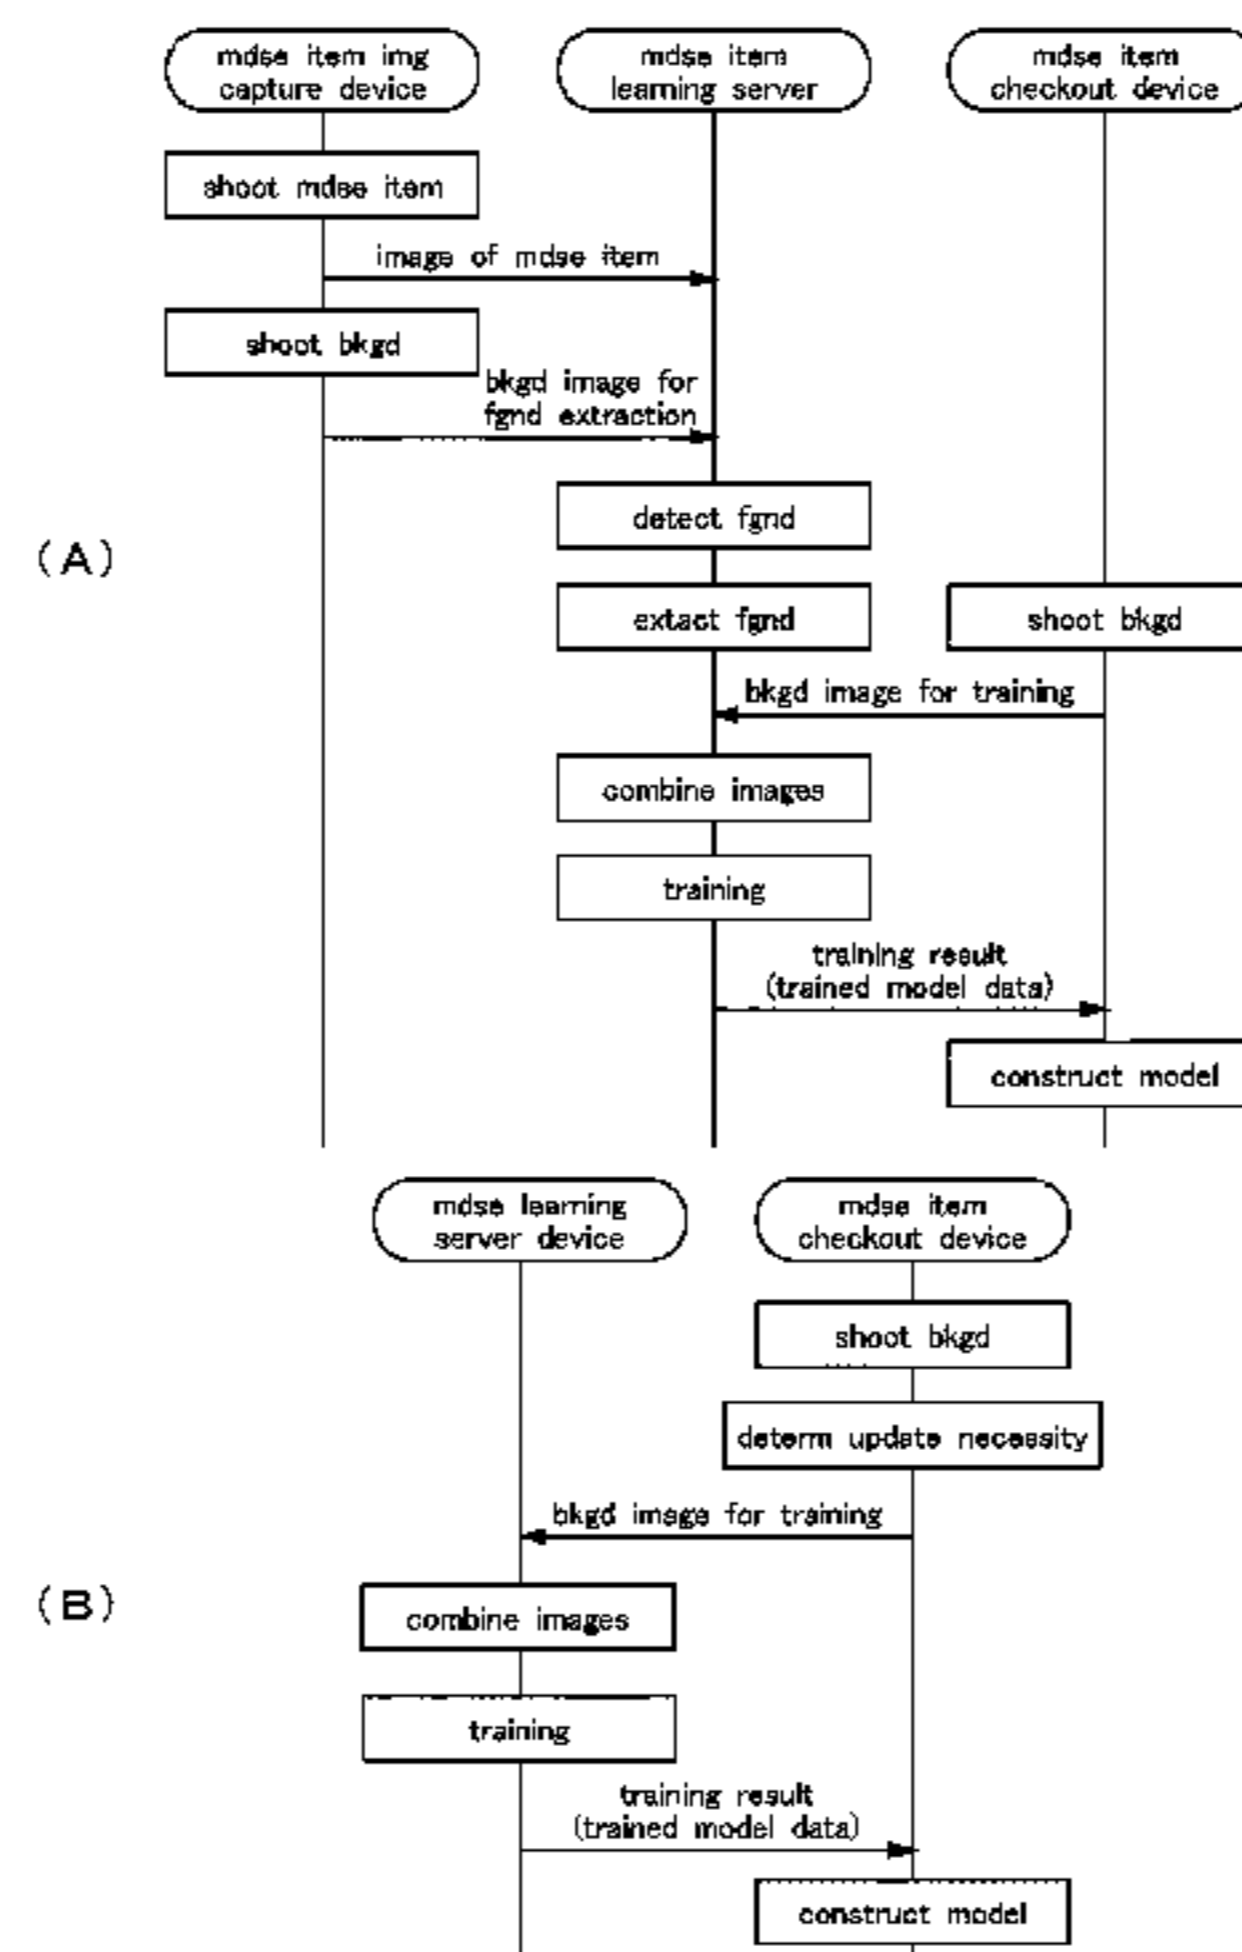 mdse item img
capture device
mdse item
learning server
mdse item
checkout device
shoot mdse item
image of mdse item
shoot bkgd
bkgd image for
fgnd extraction
detect fgnd
(A)
extact fgnd
shoot bkgd
bkgd image for training
combine images
training
training result
(trained model data)
construct model
mdse learning
server device
mdse item
checkout device
shoot bkgd
determ update necessity
bkgd image for training
(B)
combine images
training
training result
(trained model data)
construct model